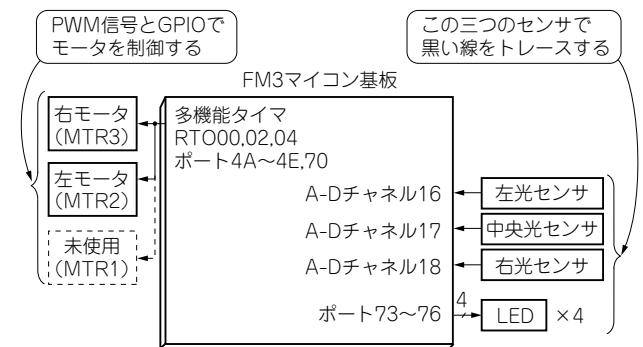 PWM信号とGPIOで
モータを制御する
この三つのセンサで
黒い線をトレースする
FM3マイコン基板
右モータ
(MTR3)
左モータ
(MTR2)
未使用
(MTR1)
多機能タイマ
RTO00,02,04
ポート4A～4E,70
A-Dチャネル16
A-Dチャネル17
A-Dチャネル18
ポート73～76
左光センサ
中央光センサ
右光センサ
4
LED ×4